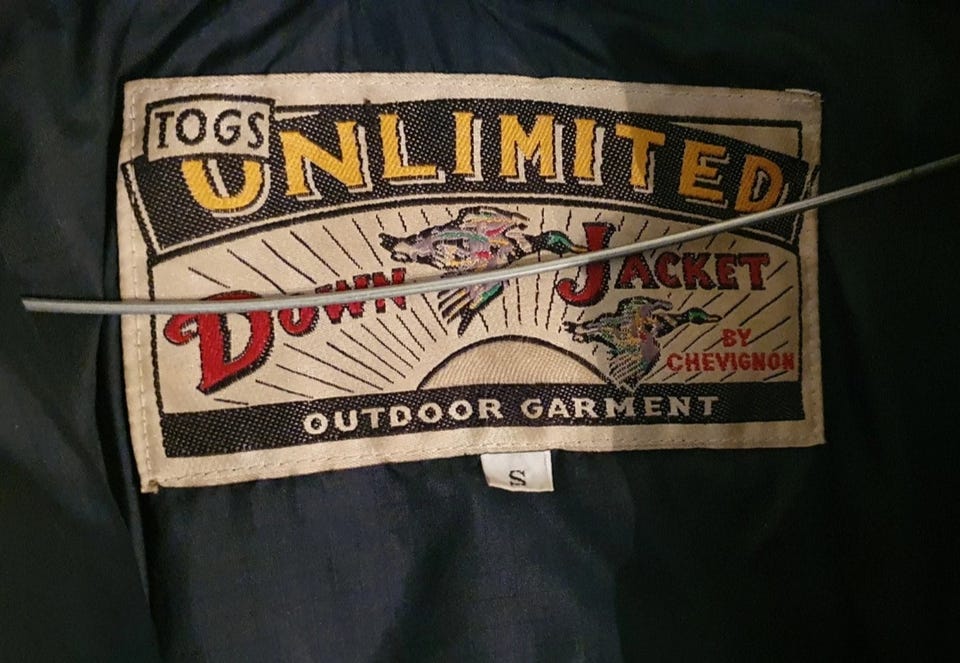 TOGS
UNLIMITED
DOWN JACKET
BY
CHEVIGNON
OUTDOOR GARMENT
S